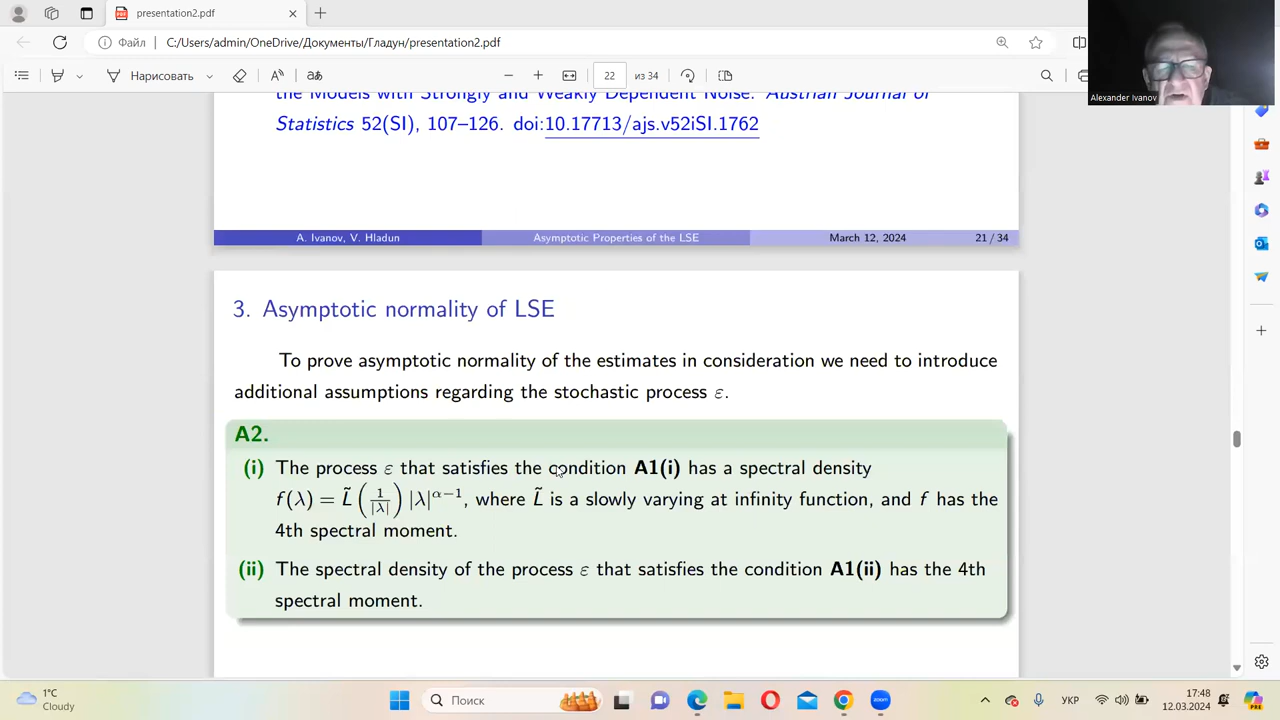 presentation2.pdf
Файл
C:/Users/admin/OneDrive/Документы/Гладун/presentation2.pdf
Нарисовать
22 из 34
Alexander Ivanov
the Models with Strongly and Weakly Dependent Noise. Austrian Journal of
Statistics 52(SI), 107–126. doi:10.17713/ajs.v52iSI.1762
A. Ivanov, V. Hladun Asymptotic Properties of the LSE March 12, 2024 21 / 34
3. Asymptotic normality of LSE
To prove asymptotic normality of the estimates in consideration we need to introduce
additional assumptions regarding the stochastic process ε.
A2.
(i) The process ε that satisfies the condition A1(i) has a spectral density
f(λ) = L̃ (1/|λ|) |λ|^{α−1}, where L̃ is a slowly varying at infinity function, and f has the
4th spectral moment.
(ii) The spectral density of the process ε that satisfies the condition A1(ii) has the 4th
spectral moment.
1°C
Cloudy
Поиск
УКР
17:48
12.03.2024